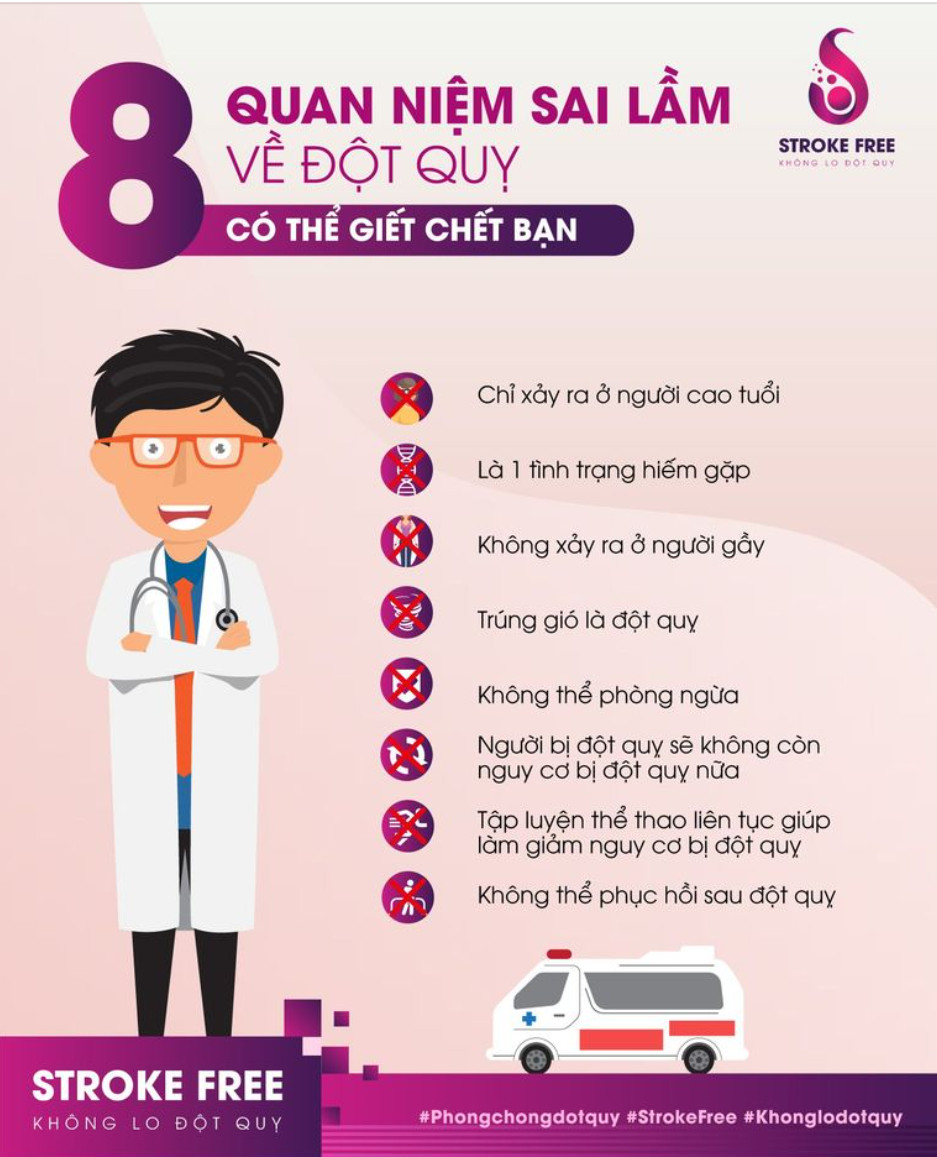 8
QUAN NIỆM SAI LẦM
VỀ ĐỘT QUỴ
CÓ THỂ GIẾT CHẾT BẠN
STROKE FREE
KHÔNG LO ĐỘT QUỴ
Chỉ xảy ra ở người cao tuổi
Là 1 tình trạng hiếm gặp
Không xảy ra ở người gầy
Trúng gió là đột quỵ
Không thể phòng ngừa
Người bị đột quỵ sẽ không còn
nguy cơ bị đột quỵ nữa
Tập luyện thể thao liên tục giúp
làm giảm nguy cơ bị đột quỵ
Không thể phục hồi sau đột quỵ
STROKE FREE
KHÔNG LO ĐỘT QUỴ
#Phongchongdotquy #StrokeFree #Khonglodotquy